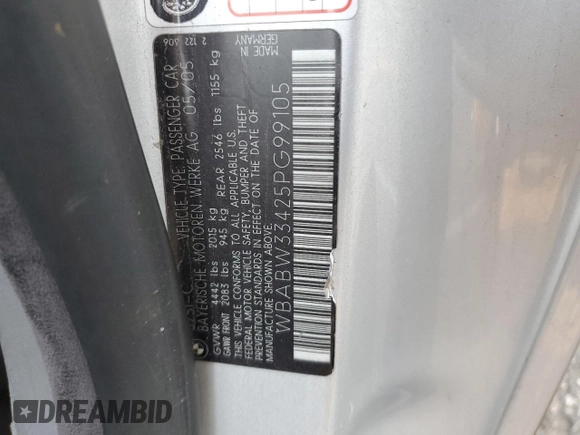 325I-C VEHICLE TYPE: PASSENGER CAR 2 122 606
BAYERISCHE MOTOREN WERKE AG 05/05
GVWR 4442 lbs 2015 kg
GAWR FRONT 2083 lbs 945 kg REAR 2546 lbs 1155 kg
THIS VEHICLE CONFORMS TO ALL APPLICABLE U.S.
FEDERAL MOTOR VEHICLE SAFETY, BUMPER AND THEFT
PREVENTION STANDARDS IN EFFECT ON THE DATE OF
MANUFACTURE SHOWN ABOVE.
WBABW33425PG99105
MADE IN
GERMANY
DREAMBID